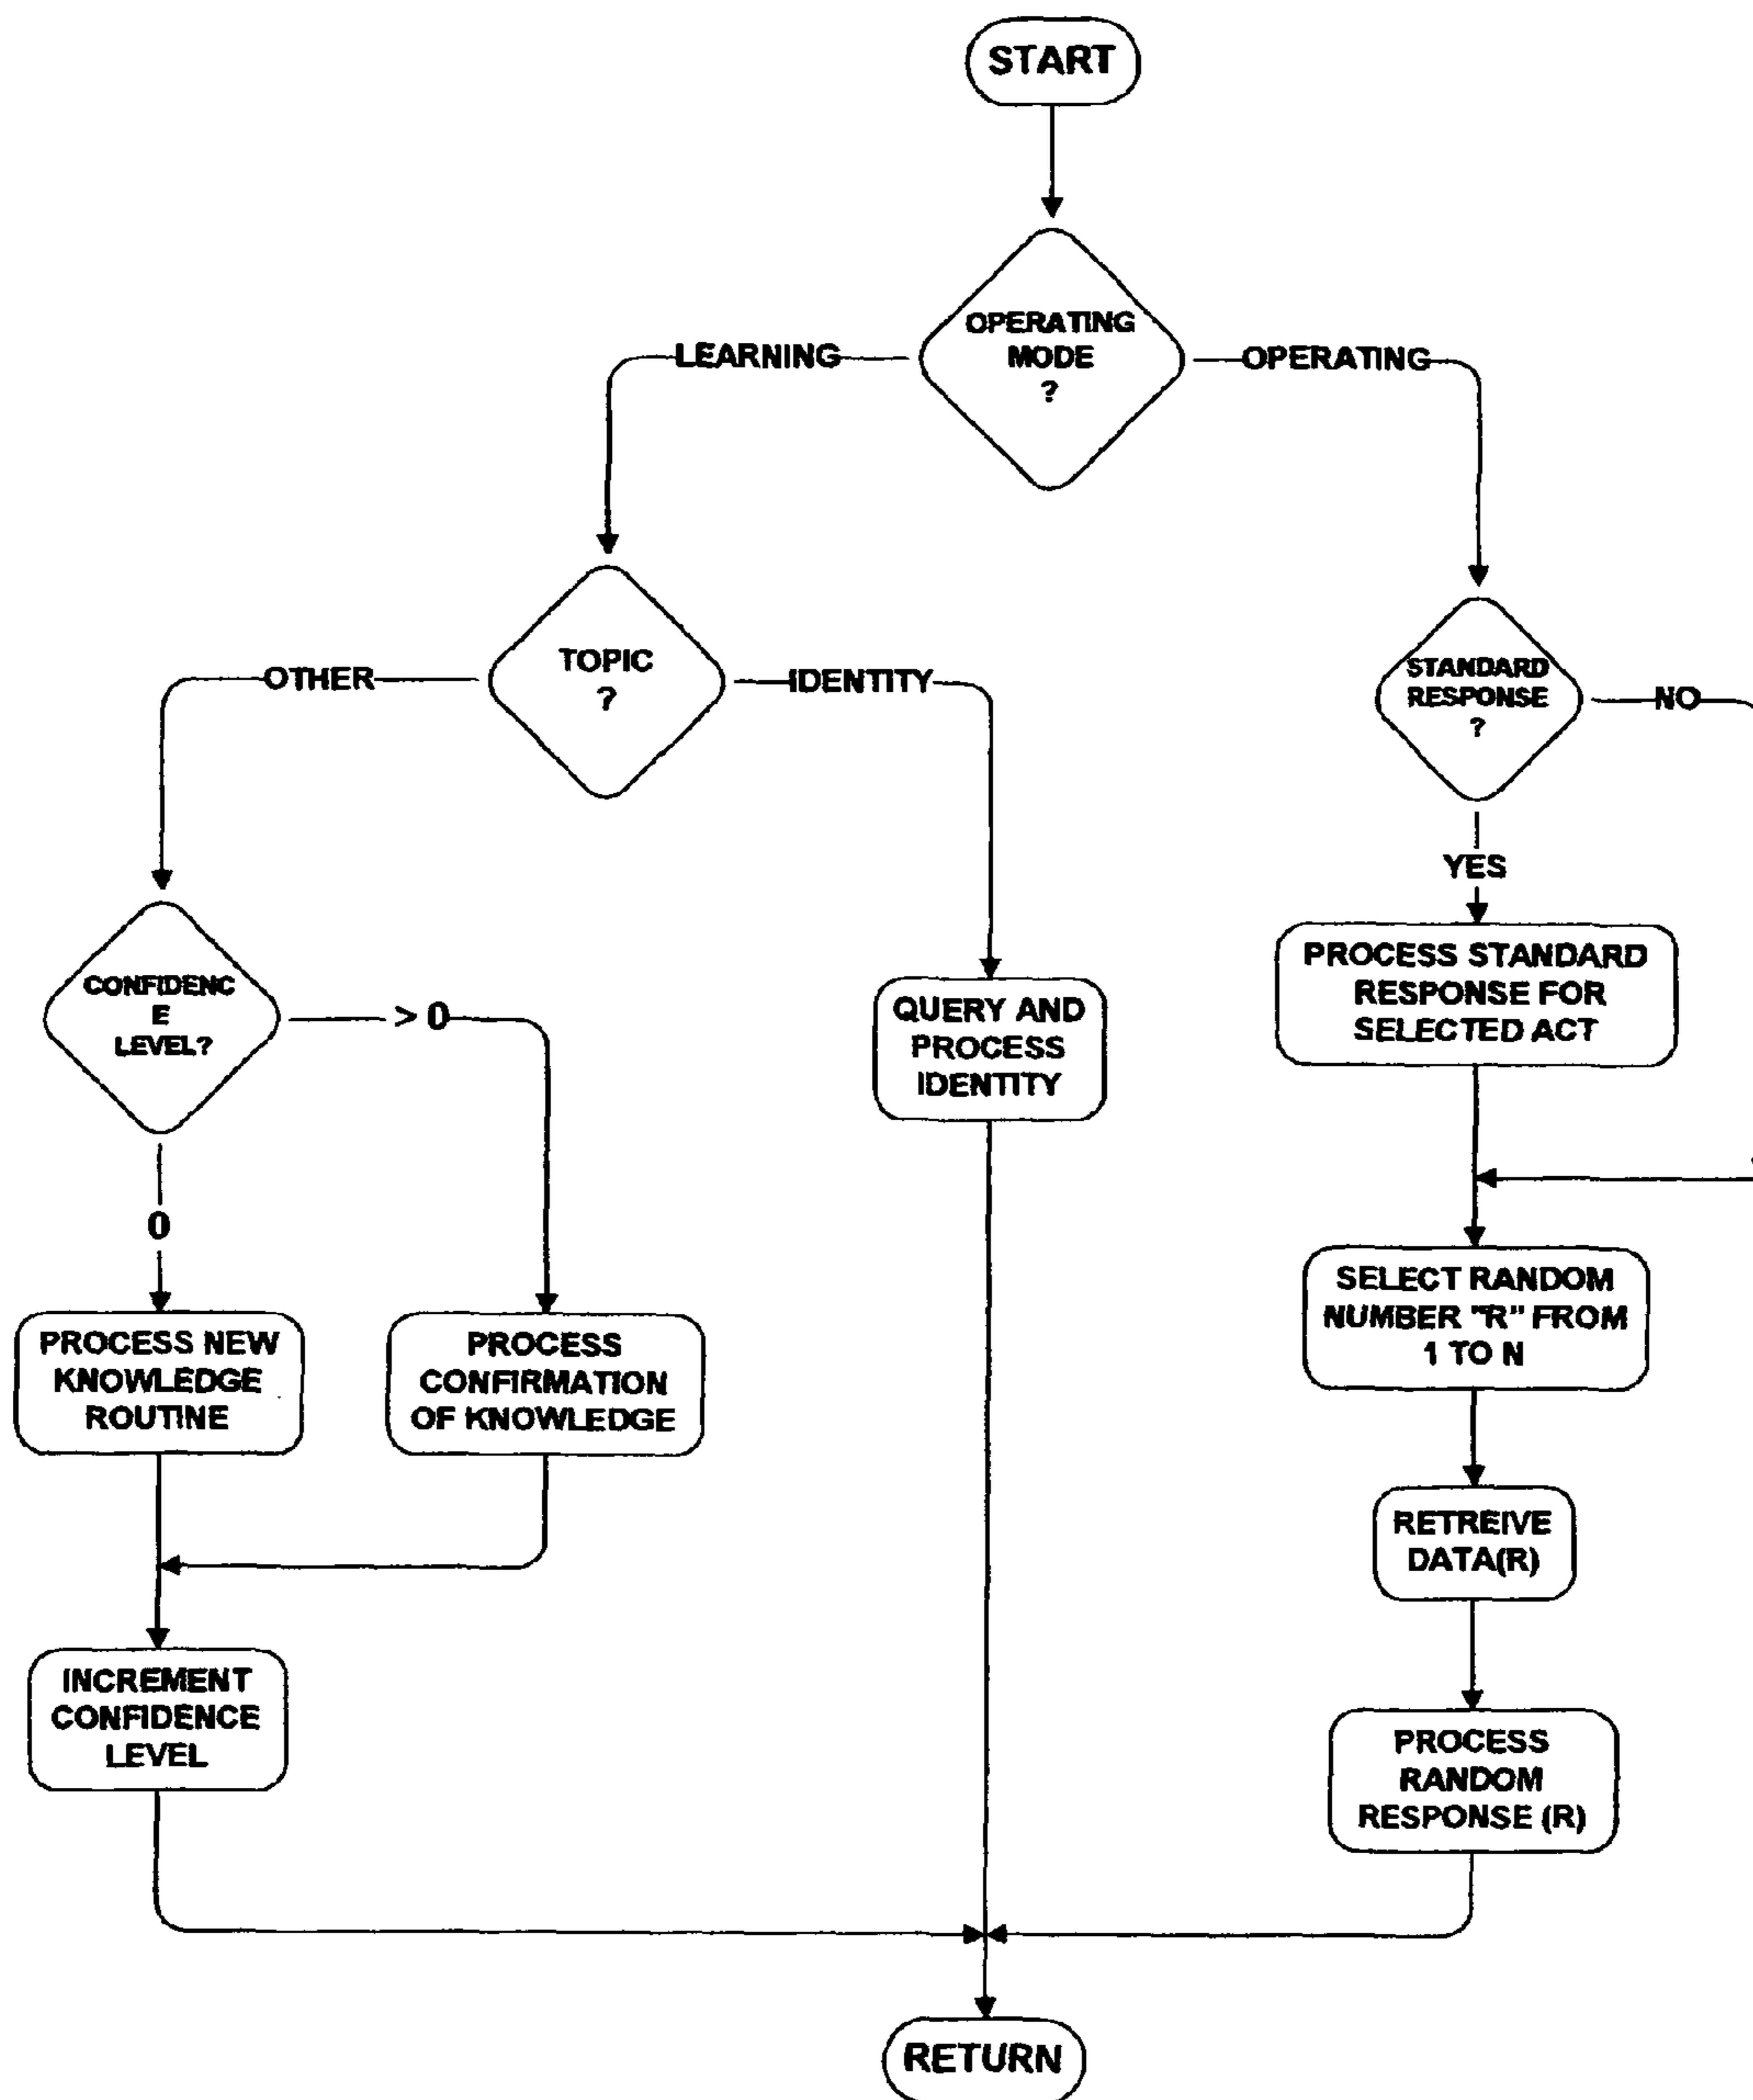 START
OPERATING
MODE
?
LEARNING
OPERATING
TOPIC
?
OTHER
IDENTITY
STANDARD
RESPONSE
?
NO
YES
CONFIDENC
E
LEVEL?
> 0
0
QUERY AND
PROCESS
IDENTITY
PROCESS STANDARD
RESPONSE FOR
SELECTED ACT
SELECT RANDOM
NUMBER "R" FROM
1 TO N
PROCESS NEW
KNOWLEDGE
ROUTINE
PROCESS
CONFIRMATION
OF KNOWLEDGE
RETREIVE
DATA(R)
INCREMENT
CONFIDENCE
LEVEL
PROCESS
RANDOM
RESPONSE (R)
RETURN